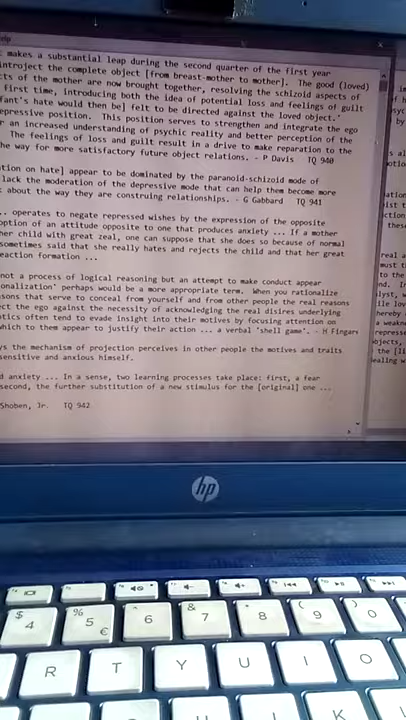 elp
makes a substantial leap during the second quarter of the first year
introject the complete object [from breast-mother to mother]. The good (loved)
cts of the mother are now brought together, resolving the schizoid aspects of
first time, introducing both the idea of potential loss and feelings of guilt
fant's hate would then be] felt to be directed against the loved object.'
epressive position. This position serves to strengthen and integrate the ego
r an increased understanding of psychic reality and better perception of the
The feelings of loss and guilt result in a drive to make reparation to the
he way for more satisfactory future object relations. - P Davis TQ 940
ation on hate] appear to be dominated by the paranoid-schizoid mode of
lack the moderation of the depressive mode that can help them become more
about the way they are construing relationships. - G Gabbard TQ 941
.. operates to negate repressed wishes by the expression of the opposite
option of an attitude opposite to one that produces anxiety ... If a mother
her child with great zeal, one can suppose that she does so because of normal
sometimes said that she really hates and rejects the child and that her great
eaction formation ...
not a process of logical reasoning but an attempt to make conduct appear
onalization' perhaps would be a more appropriate term. When you rationalize
sons that serve to conceal from yourself and from other people the real reasons
ct the ego against the necessity of acknowledging the real disires underlying
otics often tend to evade insight into their motives by focusing attention on
which to them appear to justify their action ... a verbal 'shell game'. - H Fingare
ys the mechanism of projection perceives in other people the motives and traits
sensitive and anxious himself.
d anxiety ... In a sense, two learning processes take place: first, a fear
second, the further substitution of a new stimulus for the [original] one ...
Shoben, Jr. TQ 942
hp
$ 4
% 5 €
^ 6
& 7
* 8
( 9
) 0
R T Y U I O